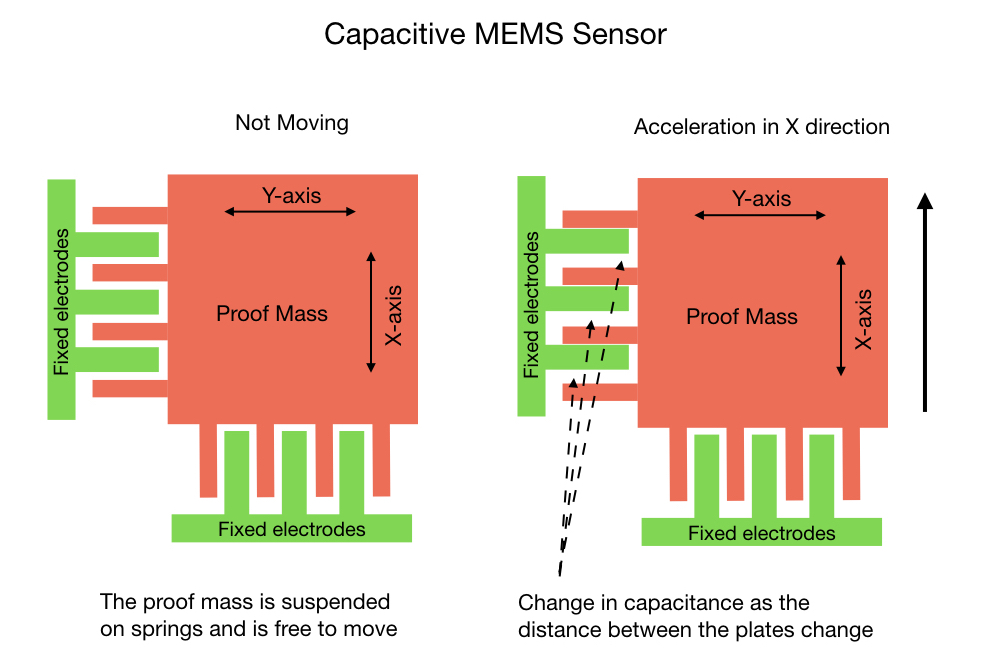 Capacitive MEMS Sensor
Not Moving
Y-axis
X-axis
Proof Mass
Fixed electrodes
Fixed electrodes
The proof mass is suspended
on springs and is free to move
Acceleration in X direction
Y-axis
X-axis
Proof Mass
Fixed electrodes
Fixed electrodes
Change in capacitance as the
distance between the plates change